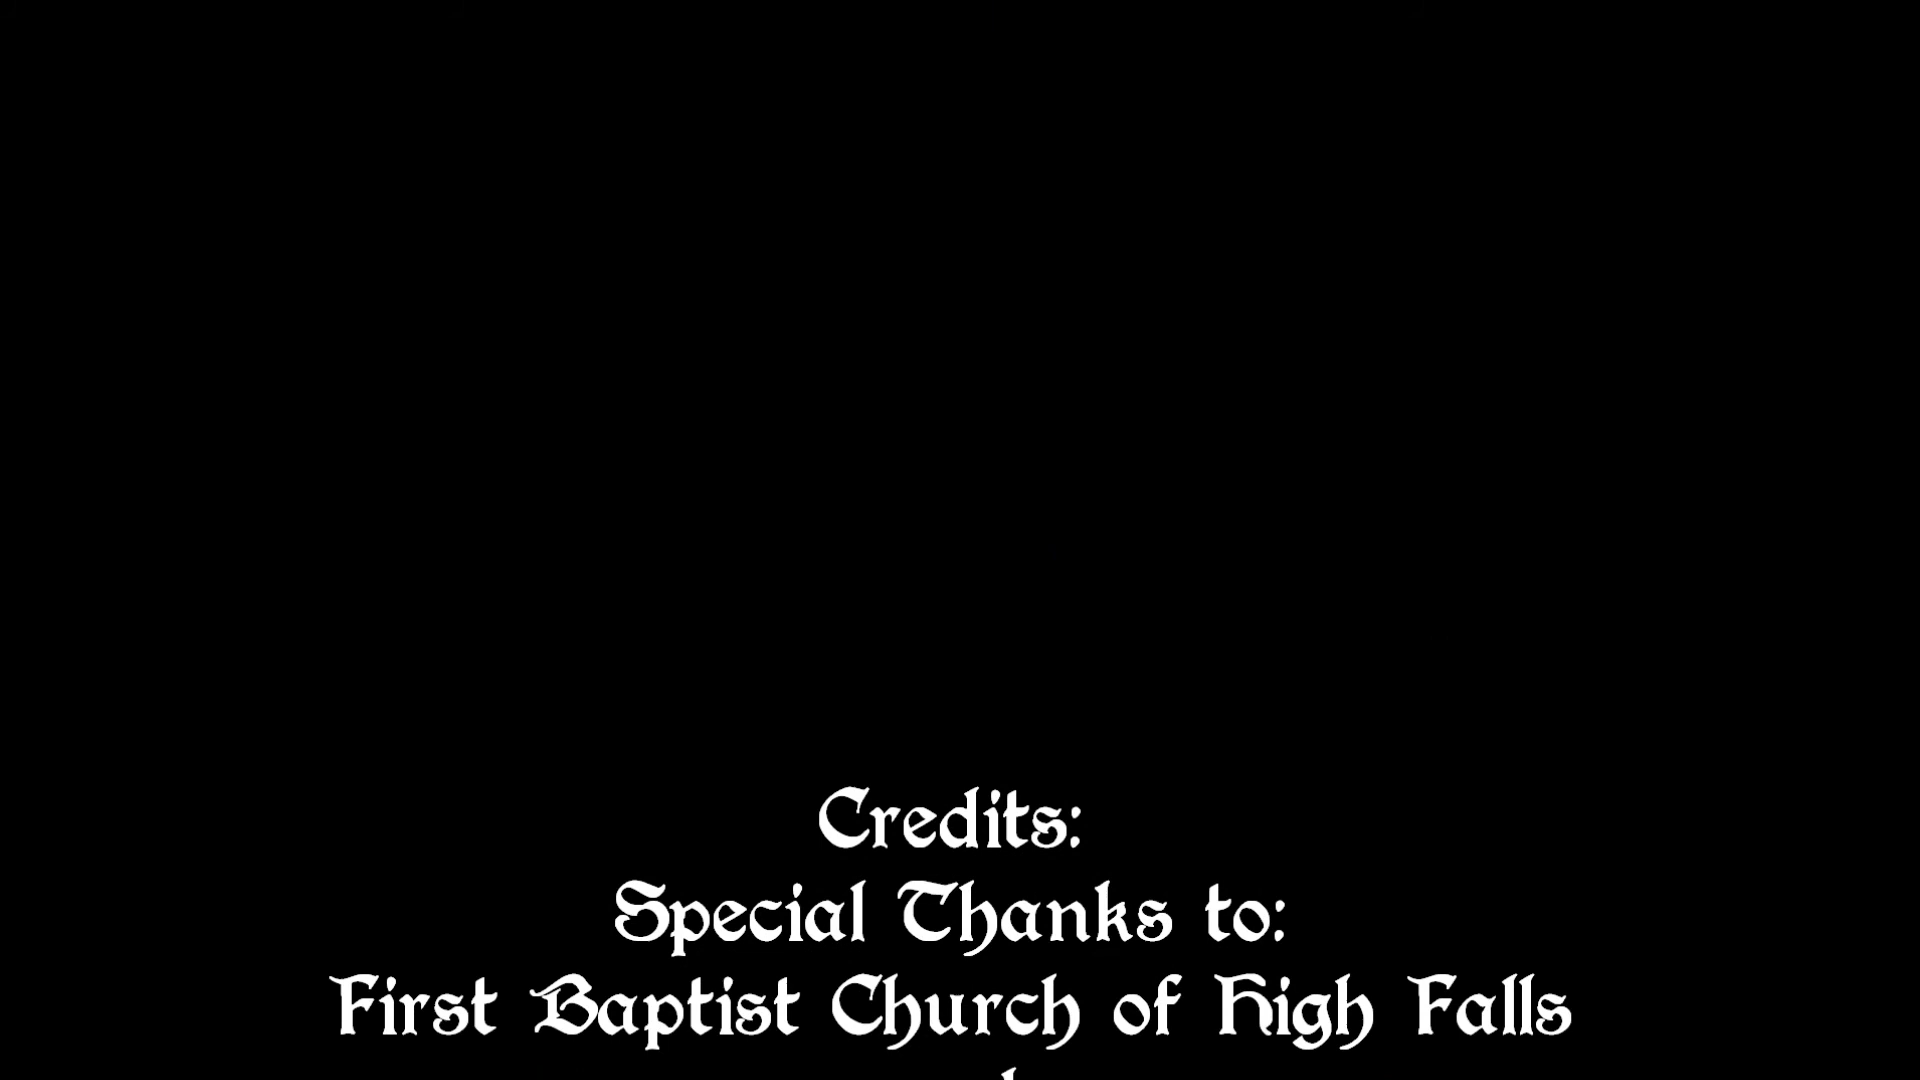 Credits:
Special Thanks to:
First Baptist Church of High Falls